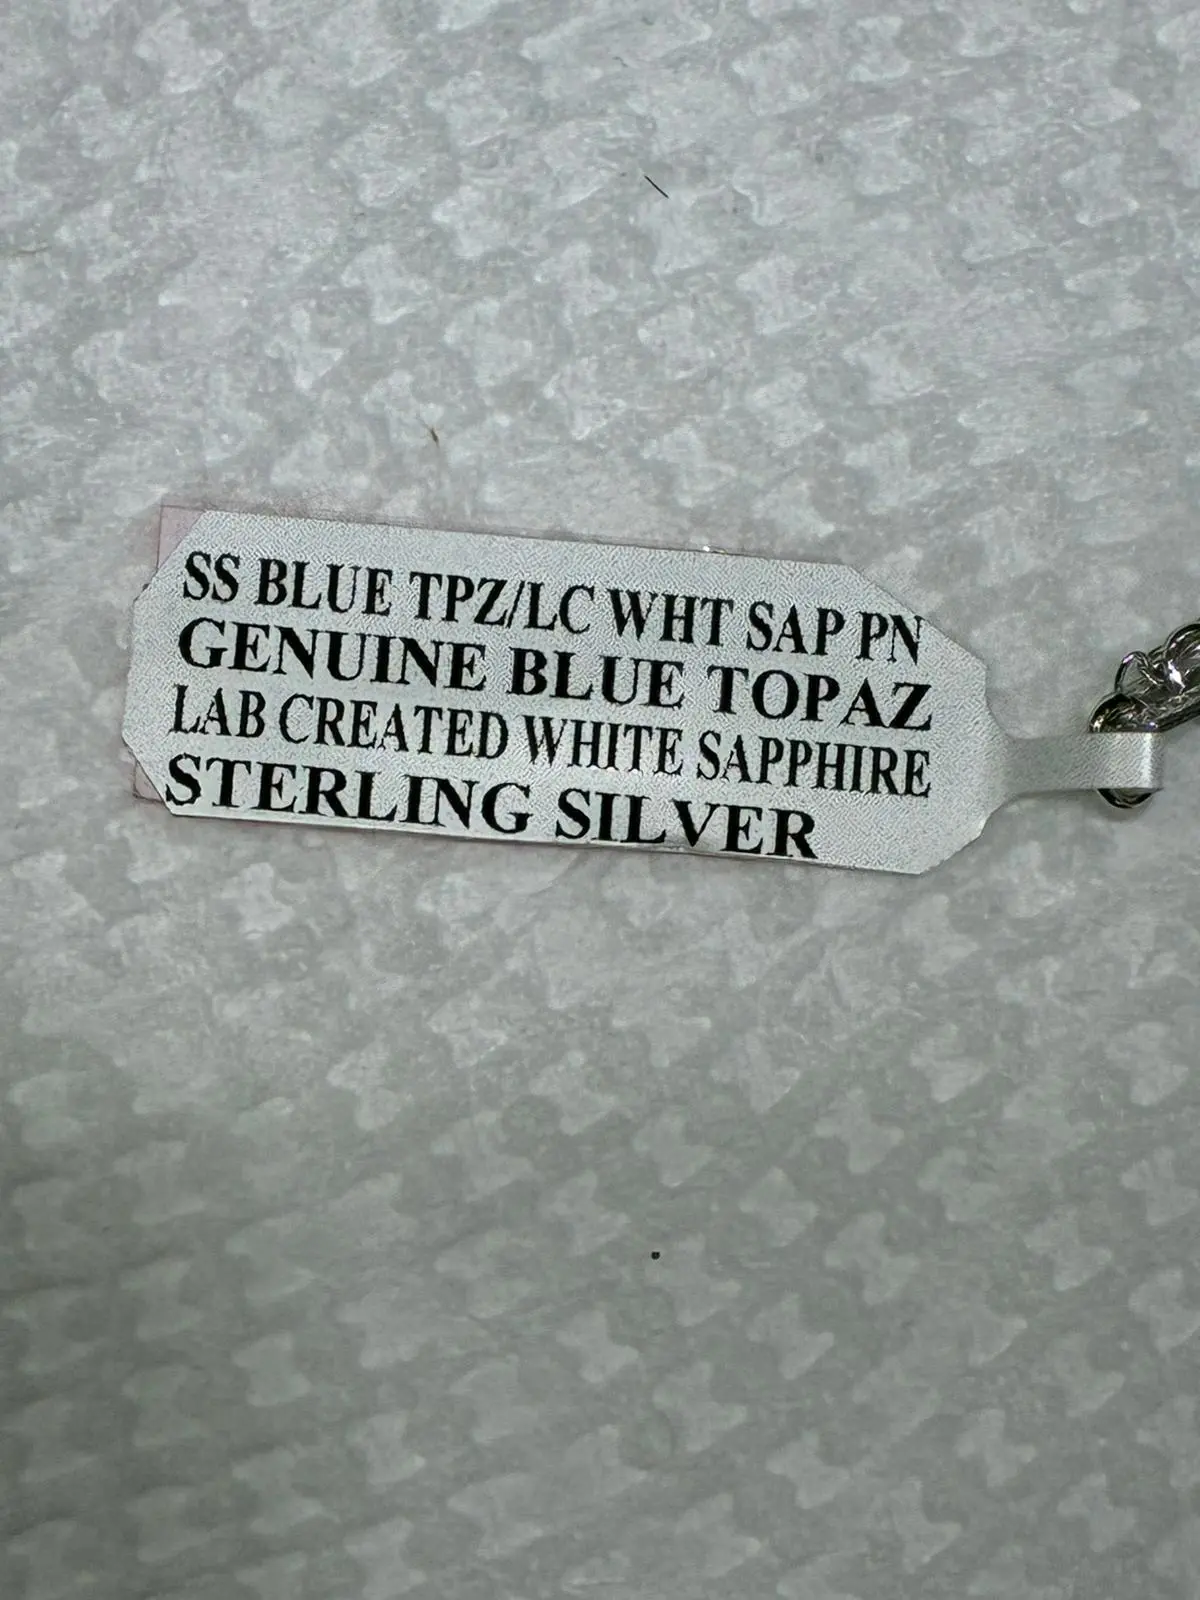 SS BLUE TPZ/LC WHT SAP PN
GENUINE BLUE TOPAZ
LAB CREATED WHITE SAPPHIRE
STERLING SILVER